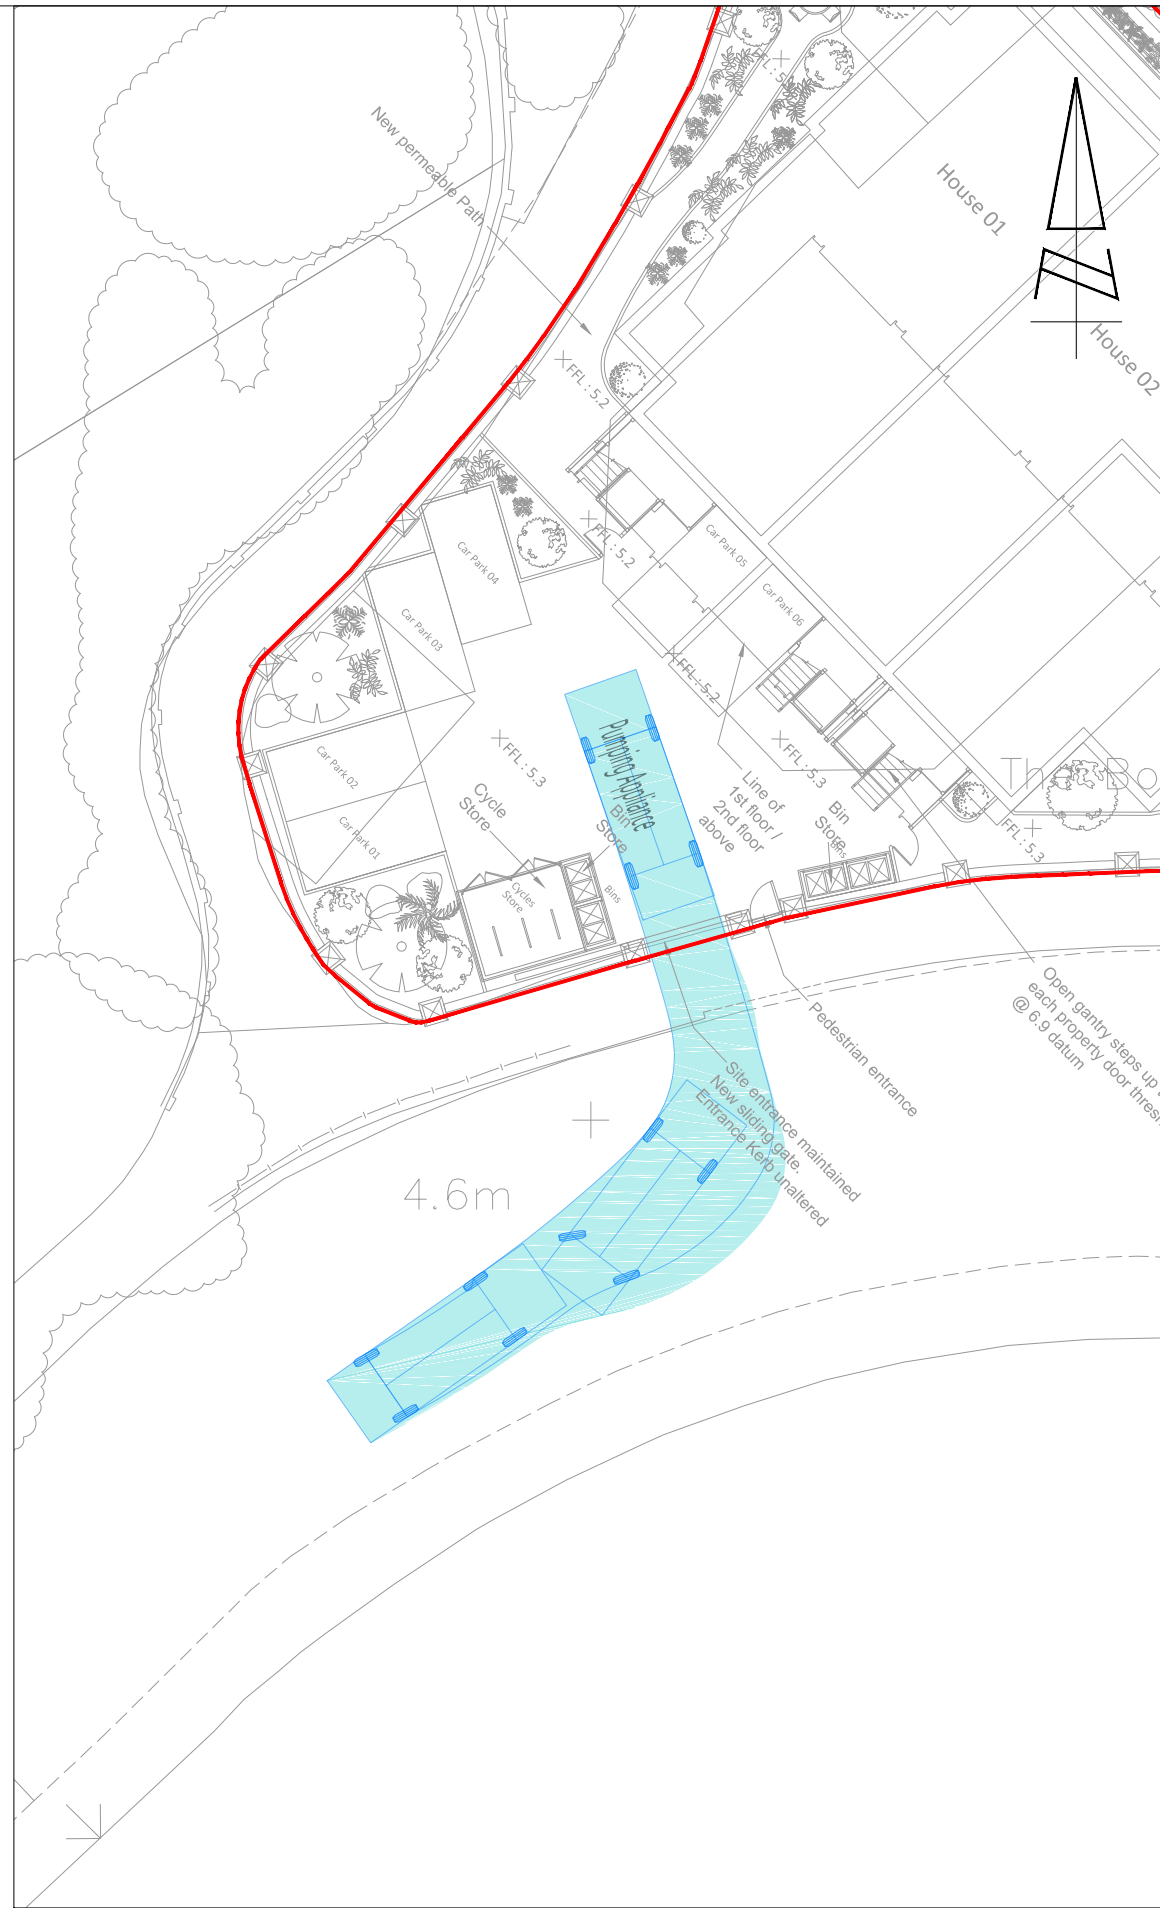 New permeable Path
House 01
House 02
FFL : 5.2
Car Park 04
FFL : 5.2
Car Park 05
Car Park 06
Car Park 03
FFL : 5.2
Car Park 02
Car Park 01
FFL : 5.3
Pumping Appliance
FFL : 5.3
The Bo
Cycle
Store
Bin
Store
Line of
1st floor /
2nd floor
above
Bin
Store
Bins
FFL : 5.3
Cycles
Store
Bins
Open gantry steps up
each property door thresh
@ 6.9 datum
Pedestrian entrance
Site entrance maintained
New sliding gate.
Entrance Kerb unaltered
4.6m
N